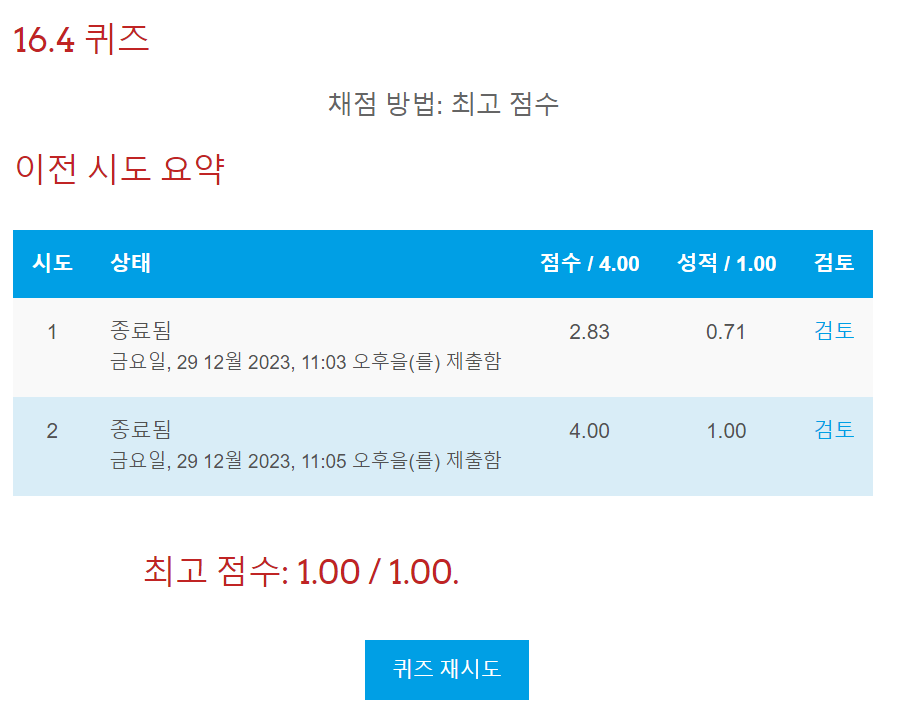 16.4 퀴즈
채점 방법: 최고 점수
이전 시도 요약
시도 상태 점수 / 4.00 성적 / 1.00 검토
1 종료됨 2.83 0.71 검토
금요일, 29 12월 2023, 11:03 오후을(를) 제출함
2 종료됨 4.00 1.00 검토
금요일, 29 12월 2023, 11:05 오후을(를) 제출함
최고 점수: 1.00 / 1.00.
퀴즈 재시도